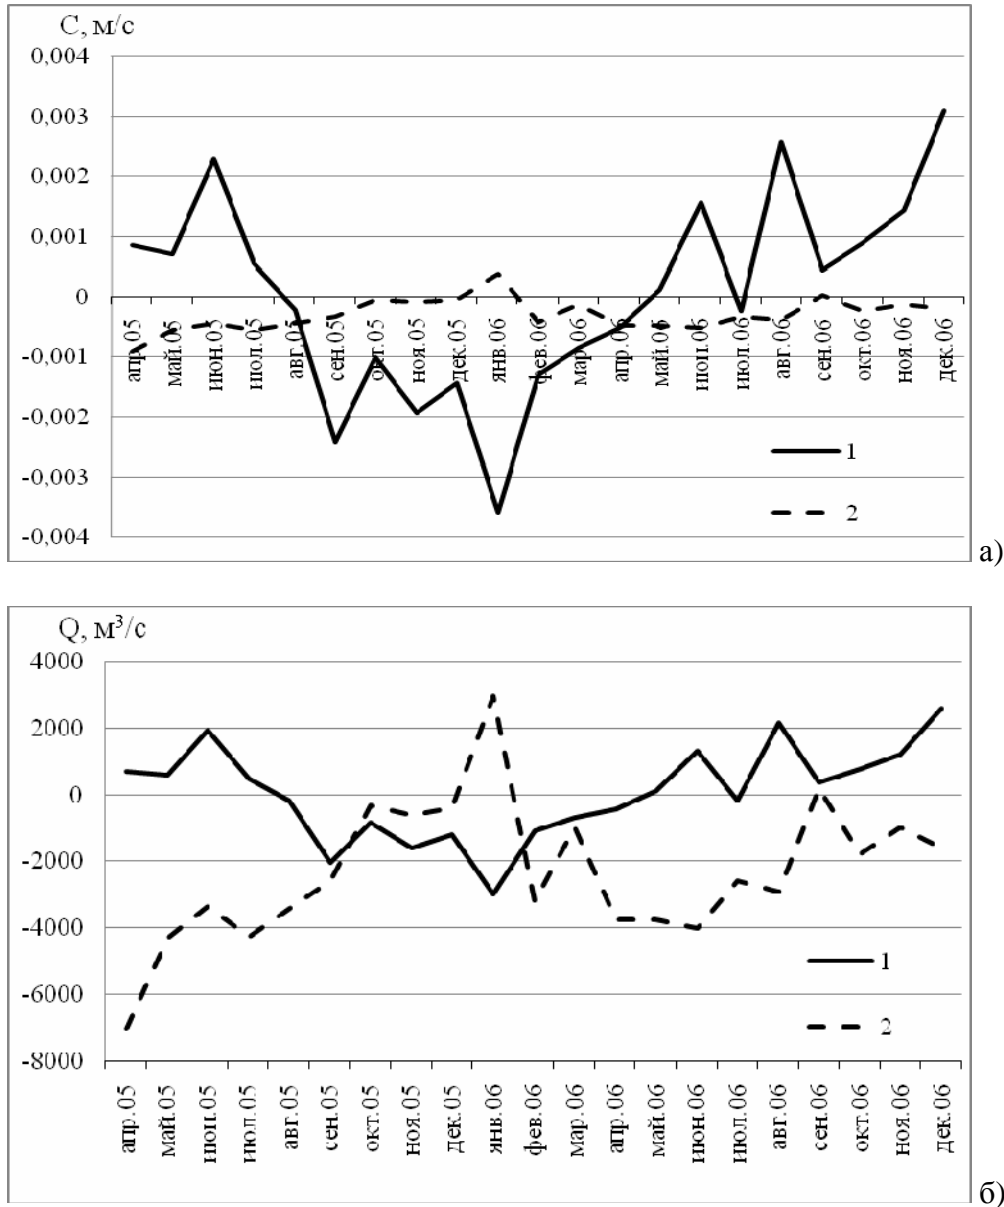 C, м/с
0,004
0,003
0,002
0,001
0
-0,001
-0,002
-0,003
-0,004
апр.05
май.05
июн.05
июл.05
авг.05
сен.05
окт.05
ноя.05
дек.05
янв.06
фев.06
мар.06
апр.06
май.06
июн.06
июл.06
авг.06
сен.06
окт.06
ноя.06
дек.06
1
2
а)
Q, м³/с
4000
2000
0
-2000
-4000
-6000
-8000
1
2
апр.05
май.05
июн.05
июл.05
авг.05
сен.05
окт.05
ноя.05
дек.05
янв.06
фев.06
мар.06
апр.06
май.06
июн.06
июл.06
авг.06
сен.06
окт.06
ноя.06
дек.06
б)